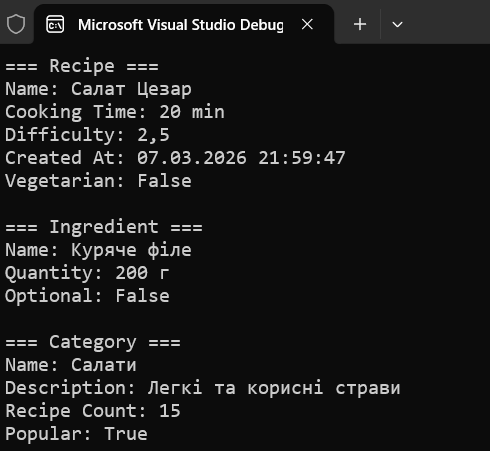 Microsoft Visual Studio Debug
=== Recipe ===
Name: Салат Цезар
Cooking Time: 20 min
Difficulty: 2,5
Created At: 07.03.2026 21:59:47
Vegetarian: False
=== Ingredient ===
Name: Куряче філе
Quantity: 200 г
Optional: False
=== Category ===
Name: Салати
Description: Легкі та корисні страви
Recipe Count: 15
Popular: True